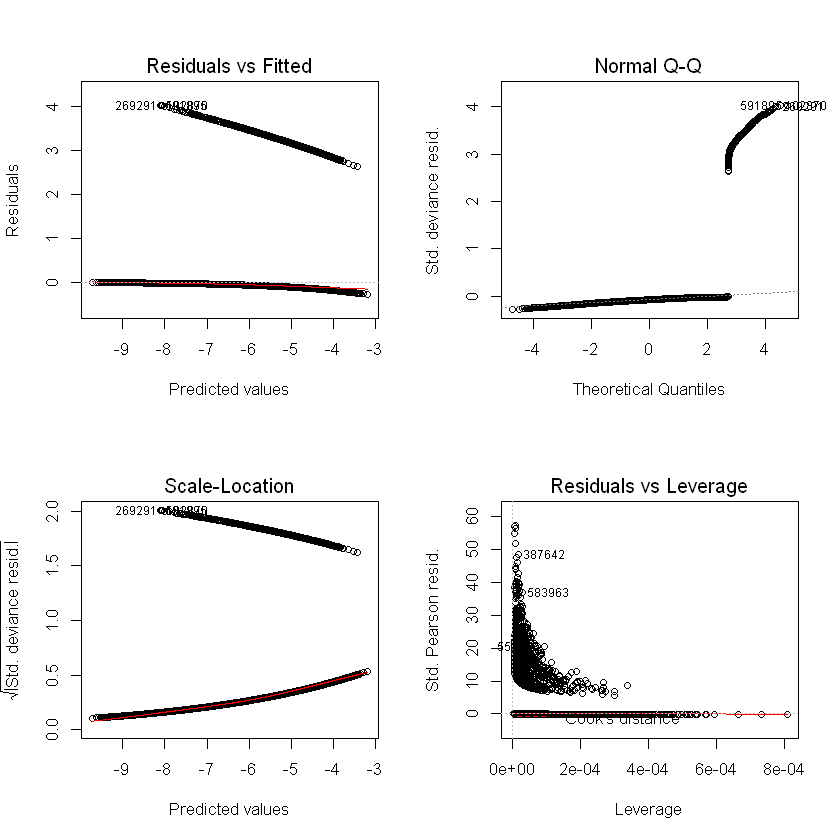 Residuals vs Fitted
Residuals
4
3
2
1
0
269291
-9
-8
-7
-6
-5
-4
-3
Predicted values
Normal Q-Q
Std. deviance resid.
4
3
2
1
0
-4
-2
0
2
4
Theoretical Quantiles
Scale-Location
√|Std. deviance resid.|
2.0
1.5
1.0
0.5
0.0
269291
-9
-8
-7
-6
-5
-4
-3
Predicted values
Residuals vs Leverage
Std. Pearson resid.
60
50
40
30
20
10
0
387642
583963
Cook's distance
0e+00
2e-04
4e-04
6e-04
8e-04
Leverage